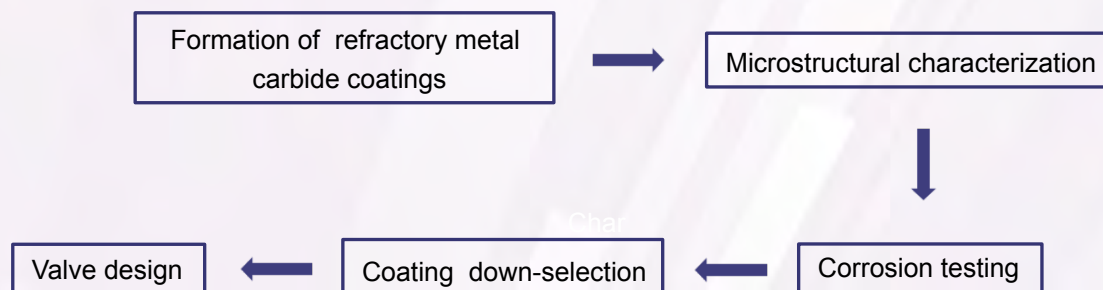 Formation of refractory metal
carbide coatings
Microstructural characterization
Char
Valve design
Coating down-selection
Corrosion testing